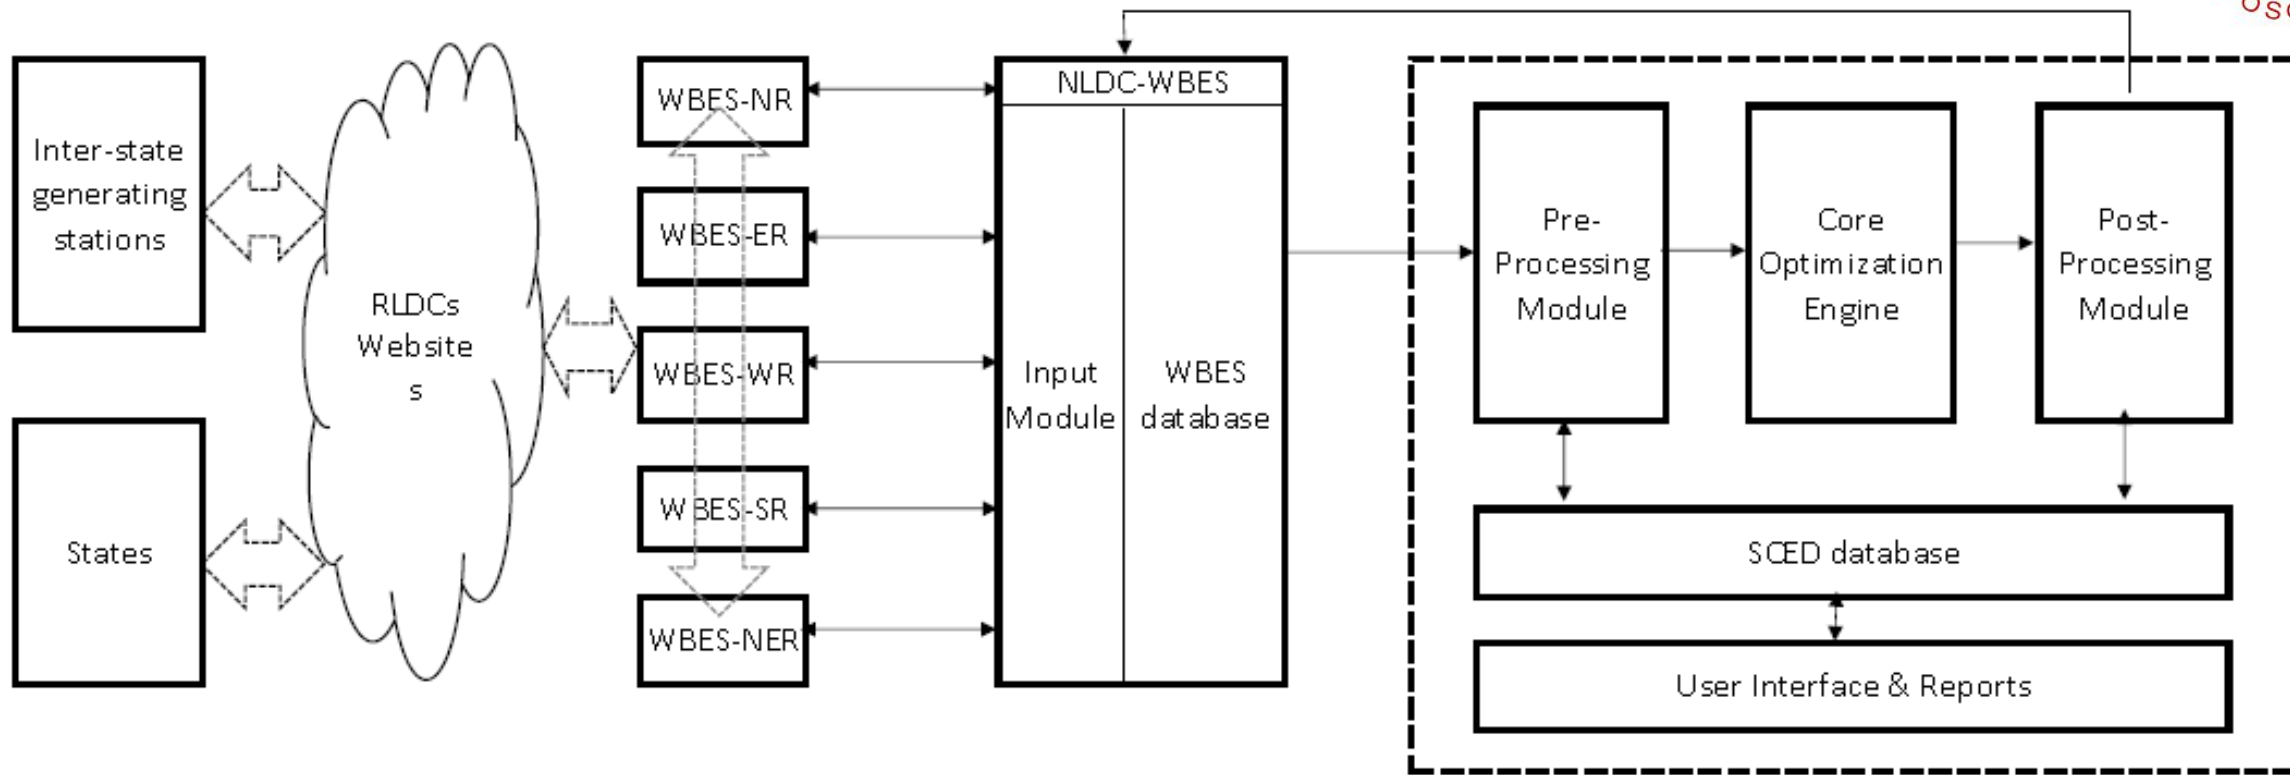 Inter-state
generating
stations
States
RLDCs
Website
s
WBES-NR
WBES-ER
WBES-WR
WBES-SR
WBES-NER
NLDC-WBES
Input
Module
WBES
database
Pre-
Processing
Module
Core
Optimization
Engine
Post-
Processing
Module
SCED database
User Interface & Reports